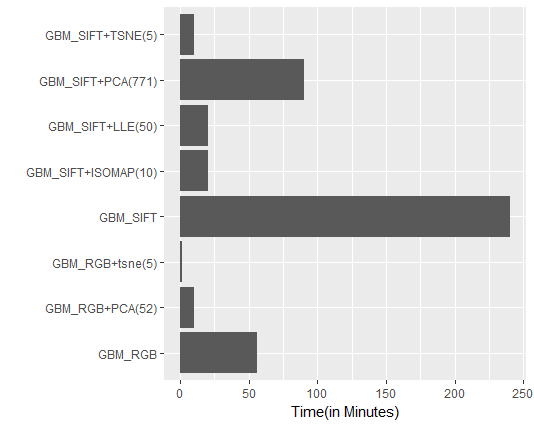 GBM_SIFT+TSNE(5)
GBM_SIFT+PCA(771)
GBM_SIFT+LLE(50)
GBM_SIFT+ISOMAP(10)
GBM_SIFT
GBM_RGB+tsne(5)
GBM_RGB+PCA(52)
GBM_RGB
0 50 100 150 200 250
Time(in Minutes)